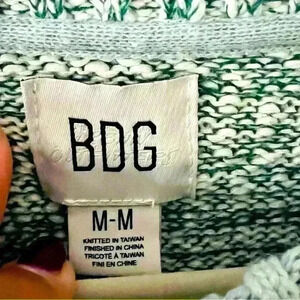 BDG
M-M
KNITTED IN TAIWAN
FINISHED IN CHINA
TRICOTÉ À TAIWAN
FINI EN CHINE